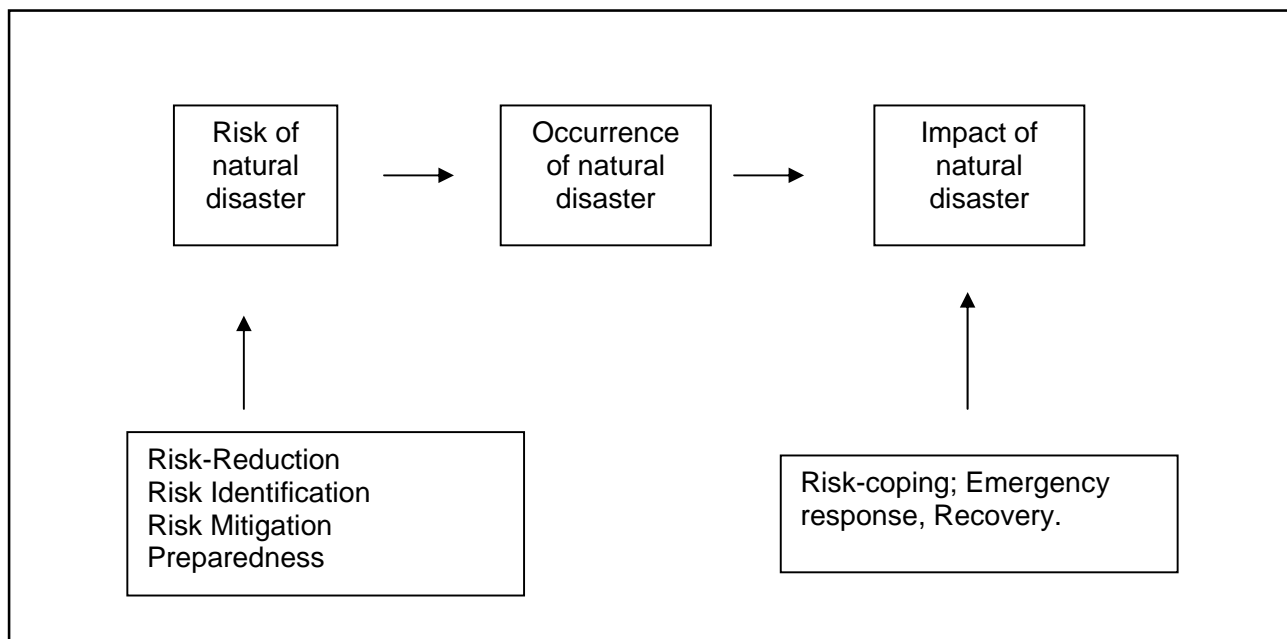 Risk of
natural
disaster
Occurrence
of natural
disaster
Impact of
natural
disaster
Risk-Reduction
Risk Identification
Risk Mitigation
Preparedness
Risk-coping; Emergency
response, Recovery.